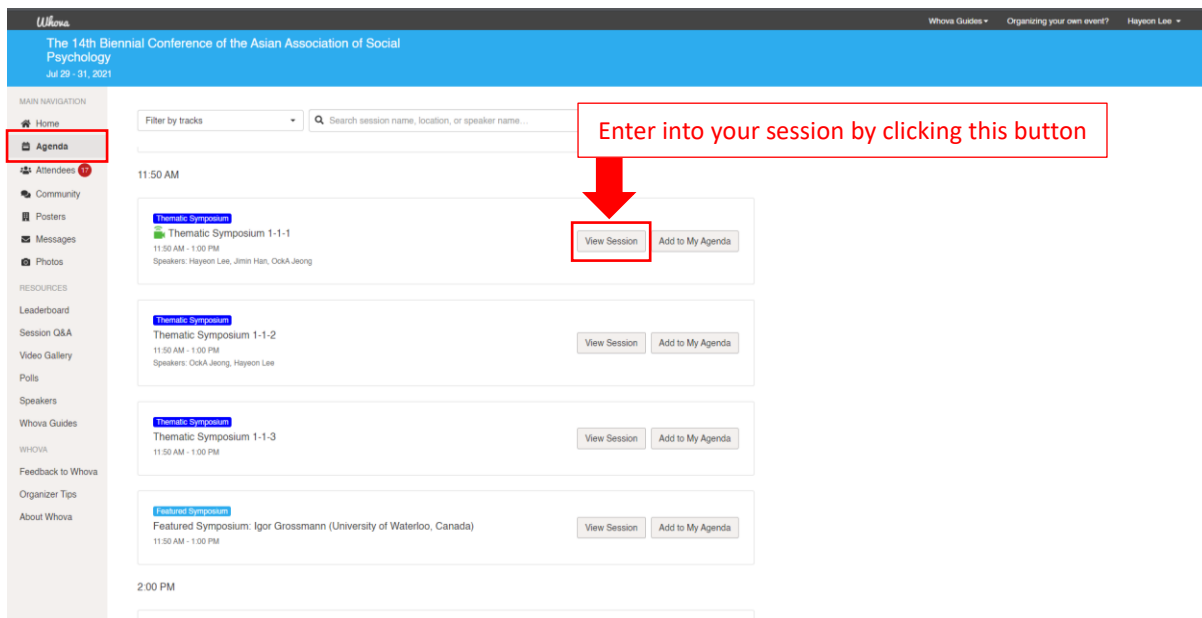 Whova
Whova Guides
Organizing your own event?
Hayeon Lee
The 14th Biennial Conference of the Asian Association of Social
Psychology
Jul 29 - 31, 2021
MAIN NAVIGATION
Home
Agenda
Attendees 17
Community
Posters
Messages
Photos
RESOURCES
Leaderboard
Session Q&A
Video Gallery
Polls
Speakers
Whova Guides
WHOVA
Feedback to Whova
Organizer Tips
About Whova
Filter by tracks
Search session name, location, or speaker name...
Enter into your session by clicking this button
11:50 AM
Thematic Symposium
Thematic Symposium 1-1-1
11:50 AM - 1:00 PM
Speakers: Hayeon Lee, Jimin Han, OckA Jeong
View Session
Add to My Agenda
Thematic Symposium
Thematic Symposium 1-1-2
11:50 AM - 1:00 PM
Speakers: OckA Jeong, Hayeon Lee
View Session
Add to My Agenda
Thematic Symposium
Thematic Symposium 1-1-3
11:50 AM - 1:00 PM
View Session
Add to My Agenda
Featured Symposium
Featured Symposium: Igor Grossmann (University of Waterloo, Canada)
11:50 AM - 1:00 PM
View Session
Add to My Agenda
2:00 PM